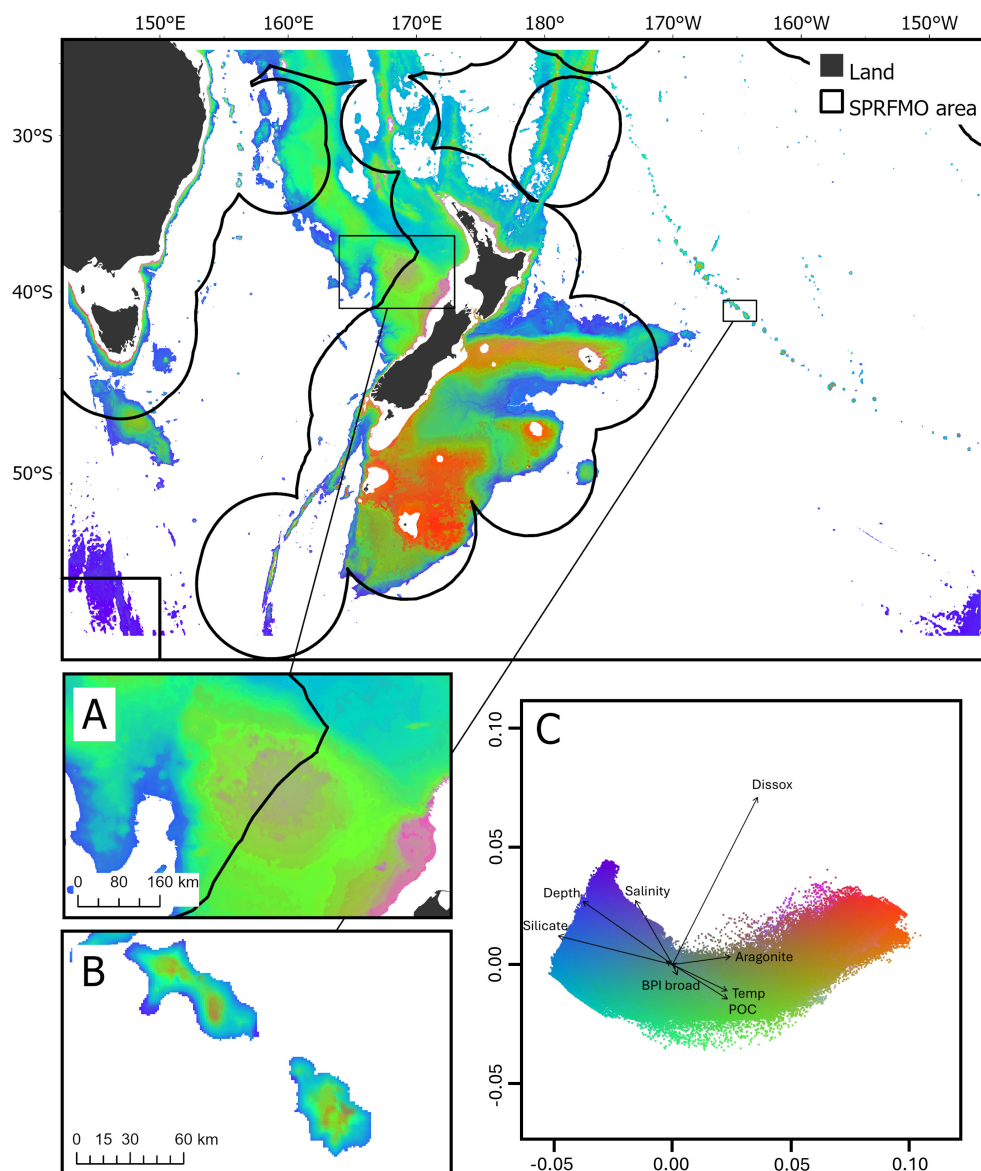 150°E 160°E 170°E 180° 170°W 160°W 150°W
Land
SPRFMO area
30°S
40°S
50°S
A
0 80 160 km
B
0 15 30 60 km
C
0.10
0.05
0.00
-0.05
Dissox
Depth
Salinity
Silicate
Aragonite
BPI broad
Temp
POC
-0.05 0.00 0.05 0.10